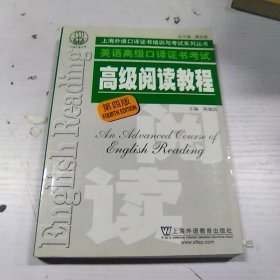 上海外语口译证书培训与考试系列丛书
英语高级口译证书考试
高级阅读教程
第四版
FOURTH EDITION
主编
An Advanced Course of
English Reading
English Reading
阅读
上海外语教育出版社
www.sflep.com